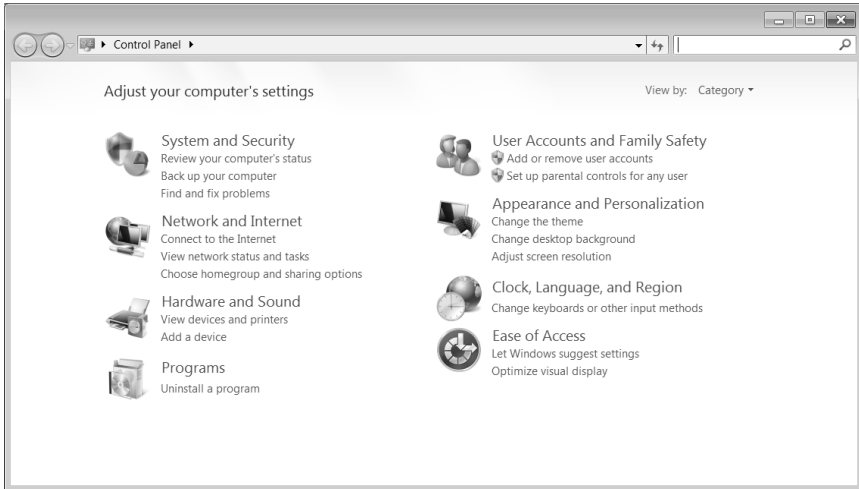 Control Panel
Adjust your computer's settings
View by: Category
System and Security
Review your computer's status
Back up your computer
Find and fix problems
Network and Internet
Connect to the Internet
View network status and tasks
Choose homegroup and sharing options
Hardware and Sound
View devices and printers
Add a device
Programs
Uninstall a program
User Accounts and Family Safety
Add or remove user accounts
Set up parental controls for any user
Appearance and Personalization
Change the theme
Change desktop background
Adjust screen resolution
Clock, Language, and Region
Change keyboards or other input methods
Ease of Access
Let Windows suggest settings
Optimize visual display